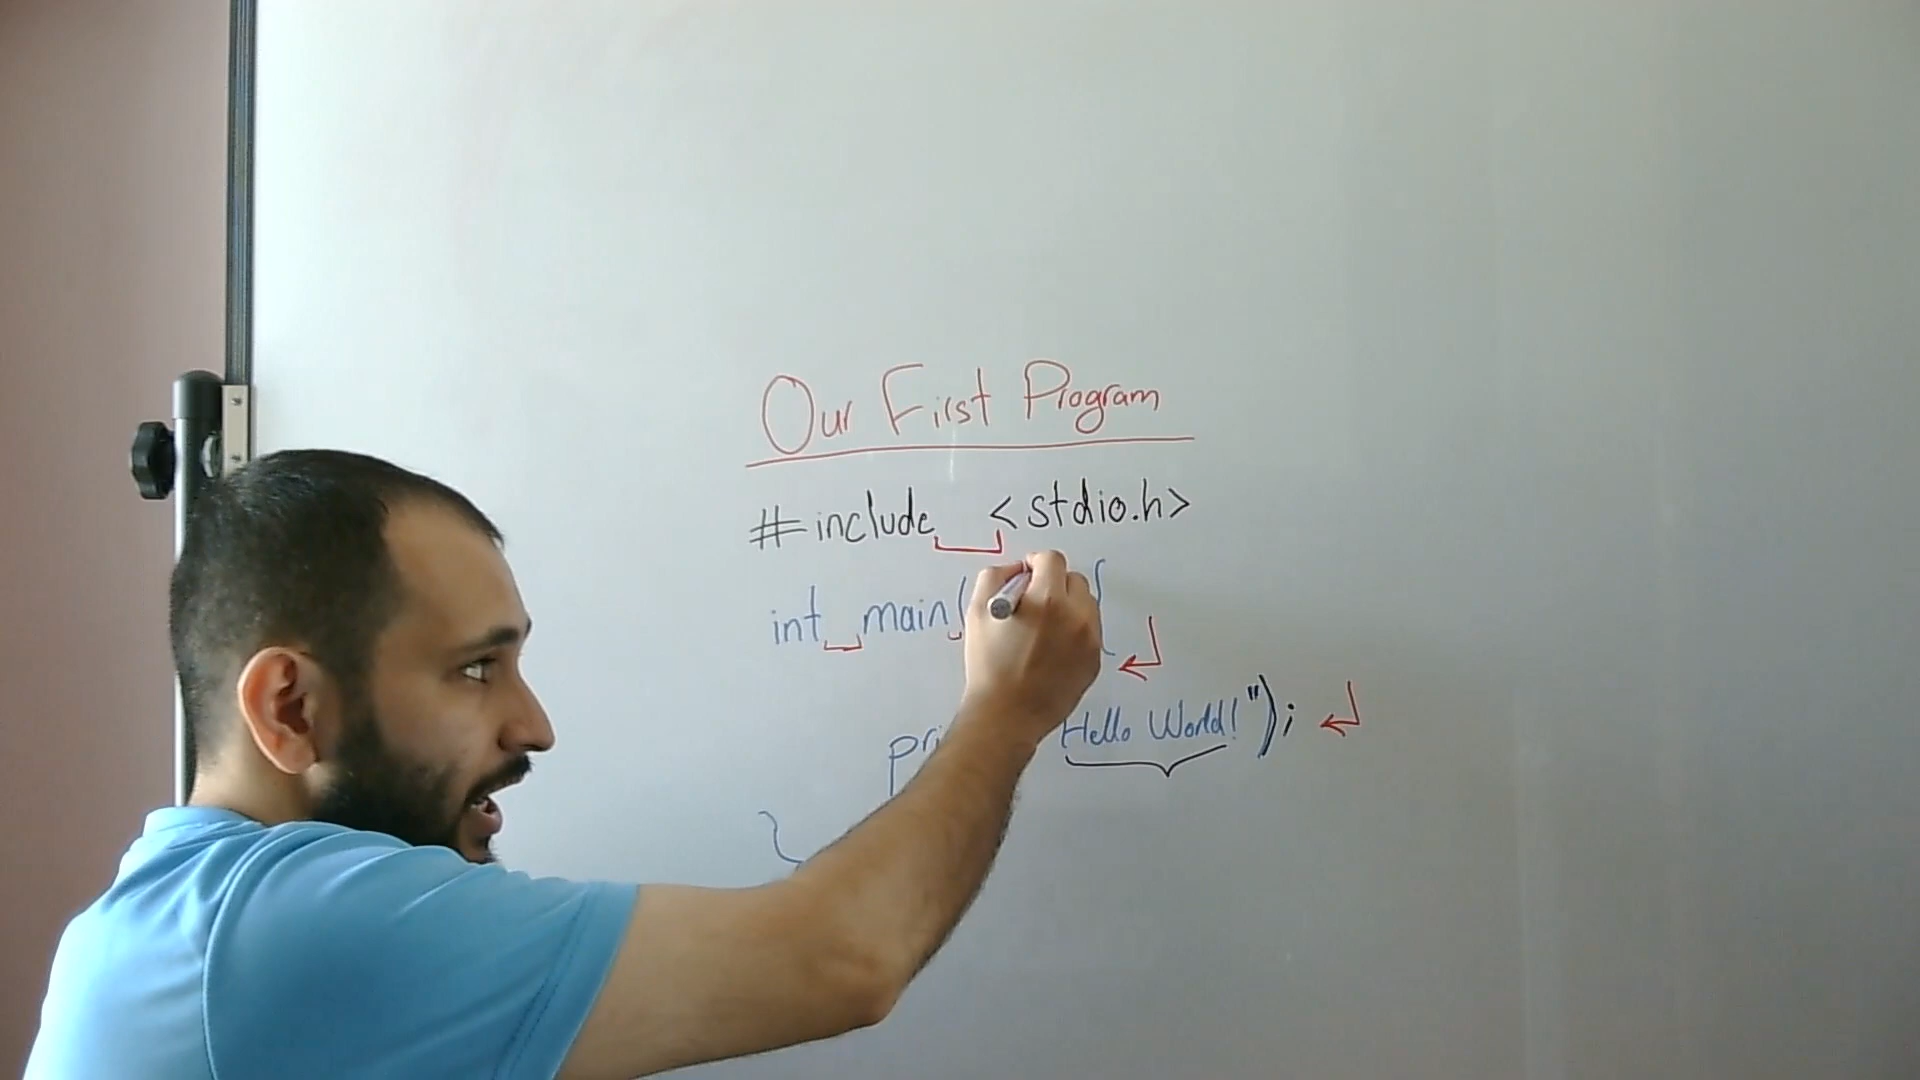 Our First Program
#include <stdio.h>
int main( {
Hello World!");
}